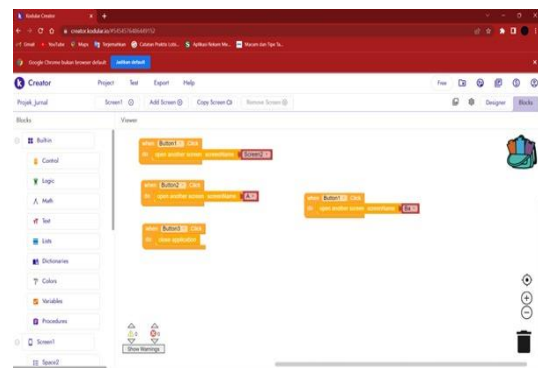 Kodular Creator
creator.kodular.io/
Gmail YouTube Maps Terjemahan
Google Chrome bukan browser default Jadikan default
Creator Project Test Export Help Free
Projek_Jurnal Screen1 Add Screen Copy Screen Remove Screen Designer Blocks
Blocks Viewer
Built-in
Control
Logic
Math
Text
Lists
Dictionaries
Colors
Variables
Procedures
Screen1
Space2
when Button1 Click
do open another screen screenName Screen2
when Button2 Click
do open another screen screenName
when Button3 Click
do close application
when Button1 Click
do open another screen screenName
Show Warnings